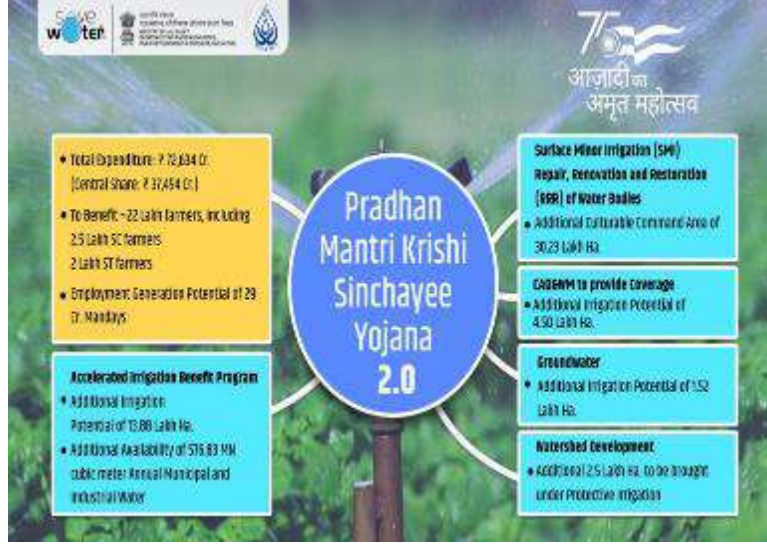 save
water
75
आज़ादी का
अमृत महोत्सव
Pradhan
Mantri Krishi
Sinchayee
Yojana
2.0
• Total Expenditure: ₹ 72,634 Cr.
(Central Share: ₹ 37,454 Cr.)
• To Benefit ~22 Lakh farmers, including
2.5 Lakh SC farmers
2 Lakh ST farmers
• Employment Generation Potential of 29
Cr. Mandays
Accelerated Irrigation Benefit Program
• Additional Irrigation
Potential of 13.88 Lakh Ha.
• Additional Availability of MN
cubic meter Annual Municipal and
Industrial Water
Surface Minor Irrigation (SMI)
Repair, Renovation and Restoration
(RRR) of Water Bodies
• Additional Culturable Command Area of
30.23 Lakh Ha.
CAD&WM to provide Coverage
• Additional Irrigation Potential of
4.50 Lakh Ha.
Groundwater
• Additional Irrigation Potential of 1.52
Lakh Ha.
Watershed Development
• Additional 2.5 Lakh Ha. to be brought
under Protective Irrigation